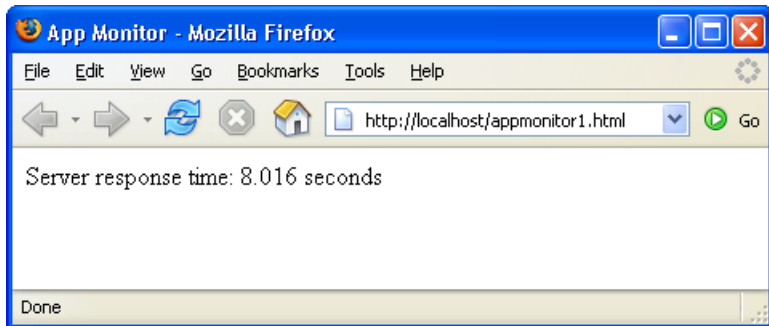 App Monitor - Mozilla Firefox
File Edit View Go Bookmarks Tools Help
http://localhost/appmonitor1.html Go
Server response time: 8.016 seconds
Done